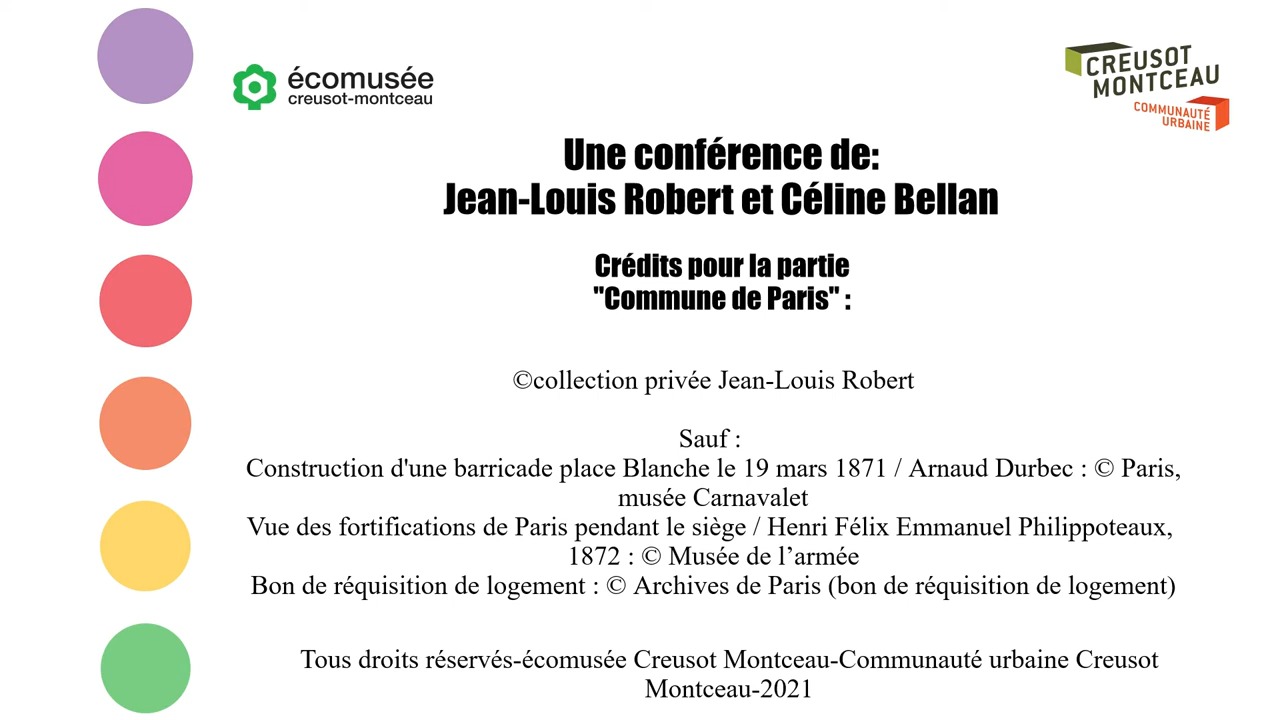 écomusée
creusot-montceau
CREUSOT
MONTCEAU
COMMUNAUTÉ
URBAINE
Une conférence de:
Jean-Louis Robert et Céline Bellan
Crédits pour la partie
"Commune de Paris" :
©collection privée Jean-Louis Robert
Sauf :
Construction d'une barricade place Blanche le 19 mars 1871 / Arnaud Durbec : © Paris,
musée Carnavalet
Vue des fortifications de Paris pendant le siège / Henri Félix Emmanuel Philippoteaux,
1872 : © Musée de l’armée
Bon de réquisition de logement : © Archives de Paris (bon de réquisition de logement)
Tous droits réservés-écomusée Creusot Montceau-Communauté urbaine Creusot
Montceau-2021